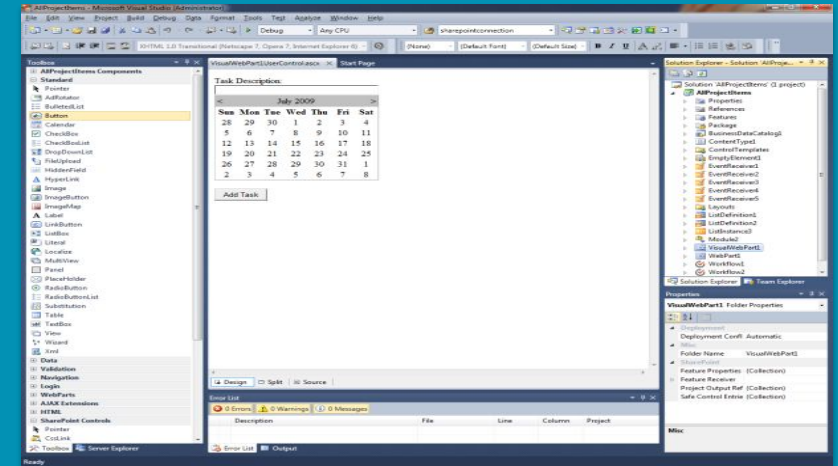 AllProjectItems - Microsoft Visual Studio (Administrator)
File Edit View Project Build Debug Data Format Tools Test Analyze Window Help
Debug Any CPU sharepointconnection
XHTML 1.0 Transitional (Netscape 7, Opera 7, Internet Explorer 6) (None) (Default Font) (Default Size) B I U
Toolbox
AllProjectItems Components
Standard
Pointer
AdRotator
BulletedList
Button
Calendar
CheckBox
CheckBoxList
DropDownList
FileUpload
HiddenField
HyperLink
Image
ImageButton
ImageMap
Label
LinkButton
ListBox
Literal
Localize
MultiView
Panel
PlaceHolder
RadioButton
RadioButtonList
Substitution
Table
TextBox
View
Wizard
Xml
Data
Validation
Navigation
Login
WebParts
AJAX Extensions
HTML
SharePoint Controls
Pointer
CssLink
Toolbox Server Explorer
VisualWebPart1UserControl.ascx Start Page
Task Description:
< July 2009 >
Sun Mon Tue Wed Thu Fri Sat
28 29 30 1 2 3 4
5 6 7 8 9 10 11
12 13 14 15 16 17 18
19 20 21 22 23 24 25
26 27 28 29 30 31 1
2 3 4 5 6 7 8
Add Task
Design Split Source
Error List
0 Errors 0 Warnings 0 Messages
Description File Line Column Project
Error List Output
Solution Explorer - Solution 'AllProje...
Solution 'AllProjectItems' (1 project)
AllProjectItems
Properties
References
Features
Package
BusinessDataCatalog1
ContentType1
ControlTemplates
EmptyElement1
EventReceiver1
EventReceiver2
EventReceiver3
EventReceiver4
EventReceiver5
Layouts
ListDefinition1
ListDefinition2
ListInstance3
Module2
VisualWebPart1
WebPart1
Workflow1
Workflow2
Solution Explorer Team Explorer
Properties
VisualWebPart1 Folder Properties
Deployment
Deployment Confl Automatic
Misc
Folder Name VisualWebPart1
SharePoint
Feature Properties (Collection)
Feature Receiver
Project Output Ref (Collection)
Safe Control Entrie (Collection)
Misc
Ready